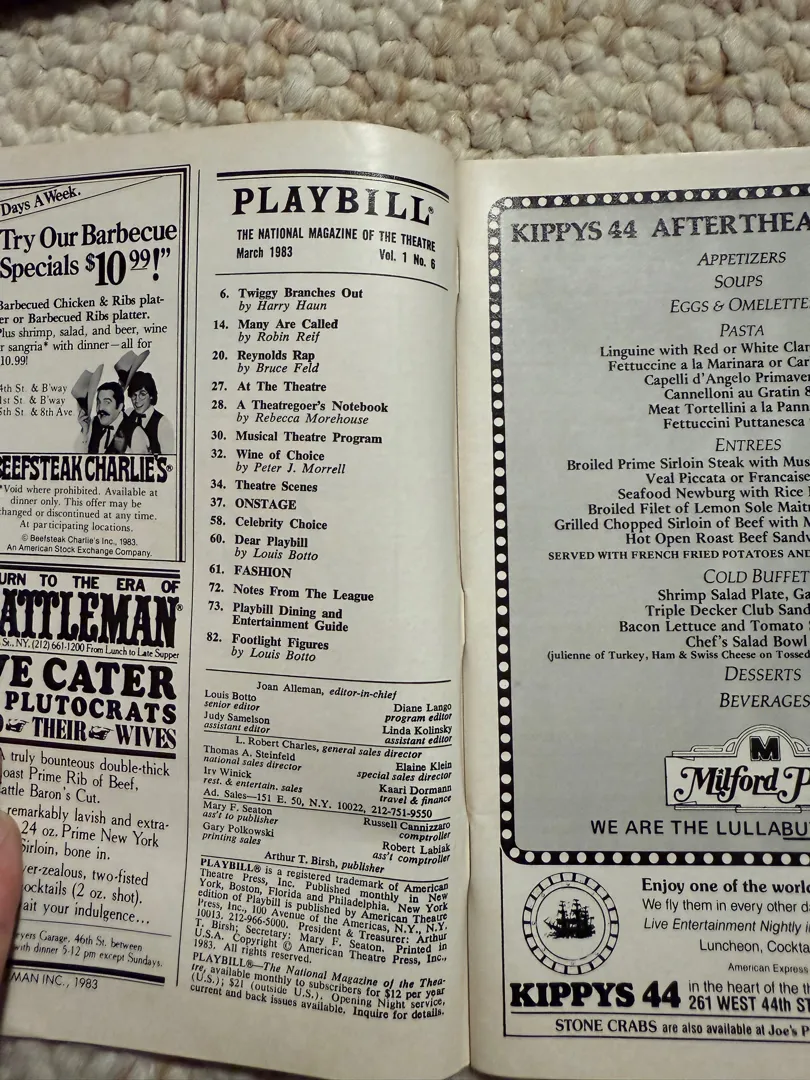 Days A Week.
Try Our Barbecue
Specials $10.99!”
Barbecued Chicken & Ribs plat-
er or Barbecued Ribs platter.
Plus shrimp, salad, and beer, wine
r sangria* with dinner—all for
10.99!
4th St. & B'way
1st St. & B'way
5th St. & 8th Ave.
BEEFSTEAK CHARLIE'S®
*Void where prohibited. Available at
dinner only. This offer may be
changed or discontinued at any time.
At participating locations.
© Beefsteak Charlie's Inc., 1983.
An American Stock Exchange Company.
URN TO THE ERA OF
ATTLEMAN®
St., NY. (212) 661-1200 From Lunch to Late Supper
VE CATER
PLUTOCRATS
THEIR WIVES
A truly bounteous double-thick
oast Prime Rib of Beef,
attle Baron's Cut.
remarkably lavish and extra-
24 oz. Prime New York
Sirloin, bone in.
ver-zealous, two-fisted
ocktails (2 oz. shot).
ait your indulgence...
eyers Garage, 46th St. between
with dinner 5-12 pm except Sundays.
MAN INC., 1983
PLAYBILL®
THE NATIONAL MAGAZINE OF THE THEATRE
March 1983 Vol. 1 No. 6
6. Twiggy Branches Out
by Harry Haun
14. Many Are Called
by Robin Reif
20. Reynolds Rap
by Bruce Feld
27. At The Theatre
28. A Theatregoer's Notebook
by Rebecca Morehouse
30. Musical Theatre Program
32. Wine of Choice
by Peter J. Morrell
34. Theatre Scenes
37. ONSTAGE
58. Celebrity Choice
60. Dear Playbill
by Louis Botto
61. FASHION
72. Notes From The League
73. Playbill Dining and
Entertainment Guide
82. Footlight Figures
by Louis Botto
Joan Alleman, editor-in-chief
Louis Botto Diane Lango
senior editor program editor
Judy Samelson Linda Kolinsky
assistant editor assistant editor
L. Robert Charles, general sales director
Thomas A. Steinfeld Elaine Klein
national sales director special sales director
Iry Winick Kaari Dormann
rest. & entertain. sales travel & finance
Ad. Sales—151 E. 50, N.Y. 10022, 212-751-9550
Mary F. Seaton Russell Cannizzaro
ass't to publisher comptroller
Gary Polkowski Robert Labiak
printing sales ass't comptroller
Arthur T. Birsh, publisher
PLAYBILL® is a registered trademark of American
Theatre Press, Inc. Published monthly in New
York, Boston, Florida and Philadelphia. New York
edition of Playbill is published by American Theatre
Press, Inc., 100 Avenue of the Americas, N.Y., N.Y.
10013. 212-966-5000. President & Treasurer: Arthur
T. Birsh; Secretary: Mary F. Seaton. Printed in
U.S.A. Copyright © American Theatre Press, Inc.,
1983. All rights reserved.
PLAYBILL®—The National Magazine of the Thea-
tre, available monthly to subscribers for $12 per year
(U.S.); $21 (outside U.S.). Opening Night service,
current and back issues available. Inquire for details.
KIPPYS 44 AFTERTHEA
APPETIZERS
SOUPS
EGGS & OMELETTE
PASTA
Linguine with Red or White Clam
Fettuccine a la Marinara or Car
Capelli d'Angelo Primaver
Cannelloni au Gratin &
Meat Tortellini a la Pann
Fettuccini Puttanesca
ENTREES
Broiled Prime Sirloin Steak with Mus
Veal Piccata or Francaise
Seafood Newburg with Rice
Broiled Filet of Lemon Sole Maitr
Grilled Chopped Sirloin of Beef with M
Hot Open Roast Beef Sandw
SERVED WITH FRENCH FRIED POTATOES AND
COLD BUFFET
Shrimp Salad Plate, Ga
Triple Decker Club Sand
Bacon Lettuce and Tomato S
Chef's Salad Bowl
(julienne of Turkey, Ham & Swiss Cheese on Tossed
DESSERTS
BEVERAGES
M
Milford P
WE ARE THE LULLABU
Enjoy one of the world
We fly them in every other da
Live Entertainment Nightly i
Luncheon, Cockta
American Express
KIPPYS 44 in the heart of the th
261 WEST 44th ST
STONE CRABS are also available at Joe's P